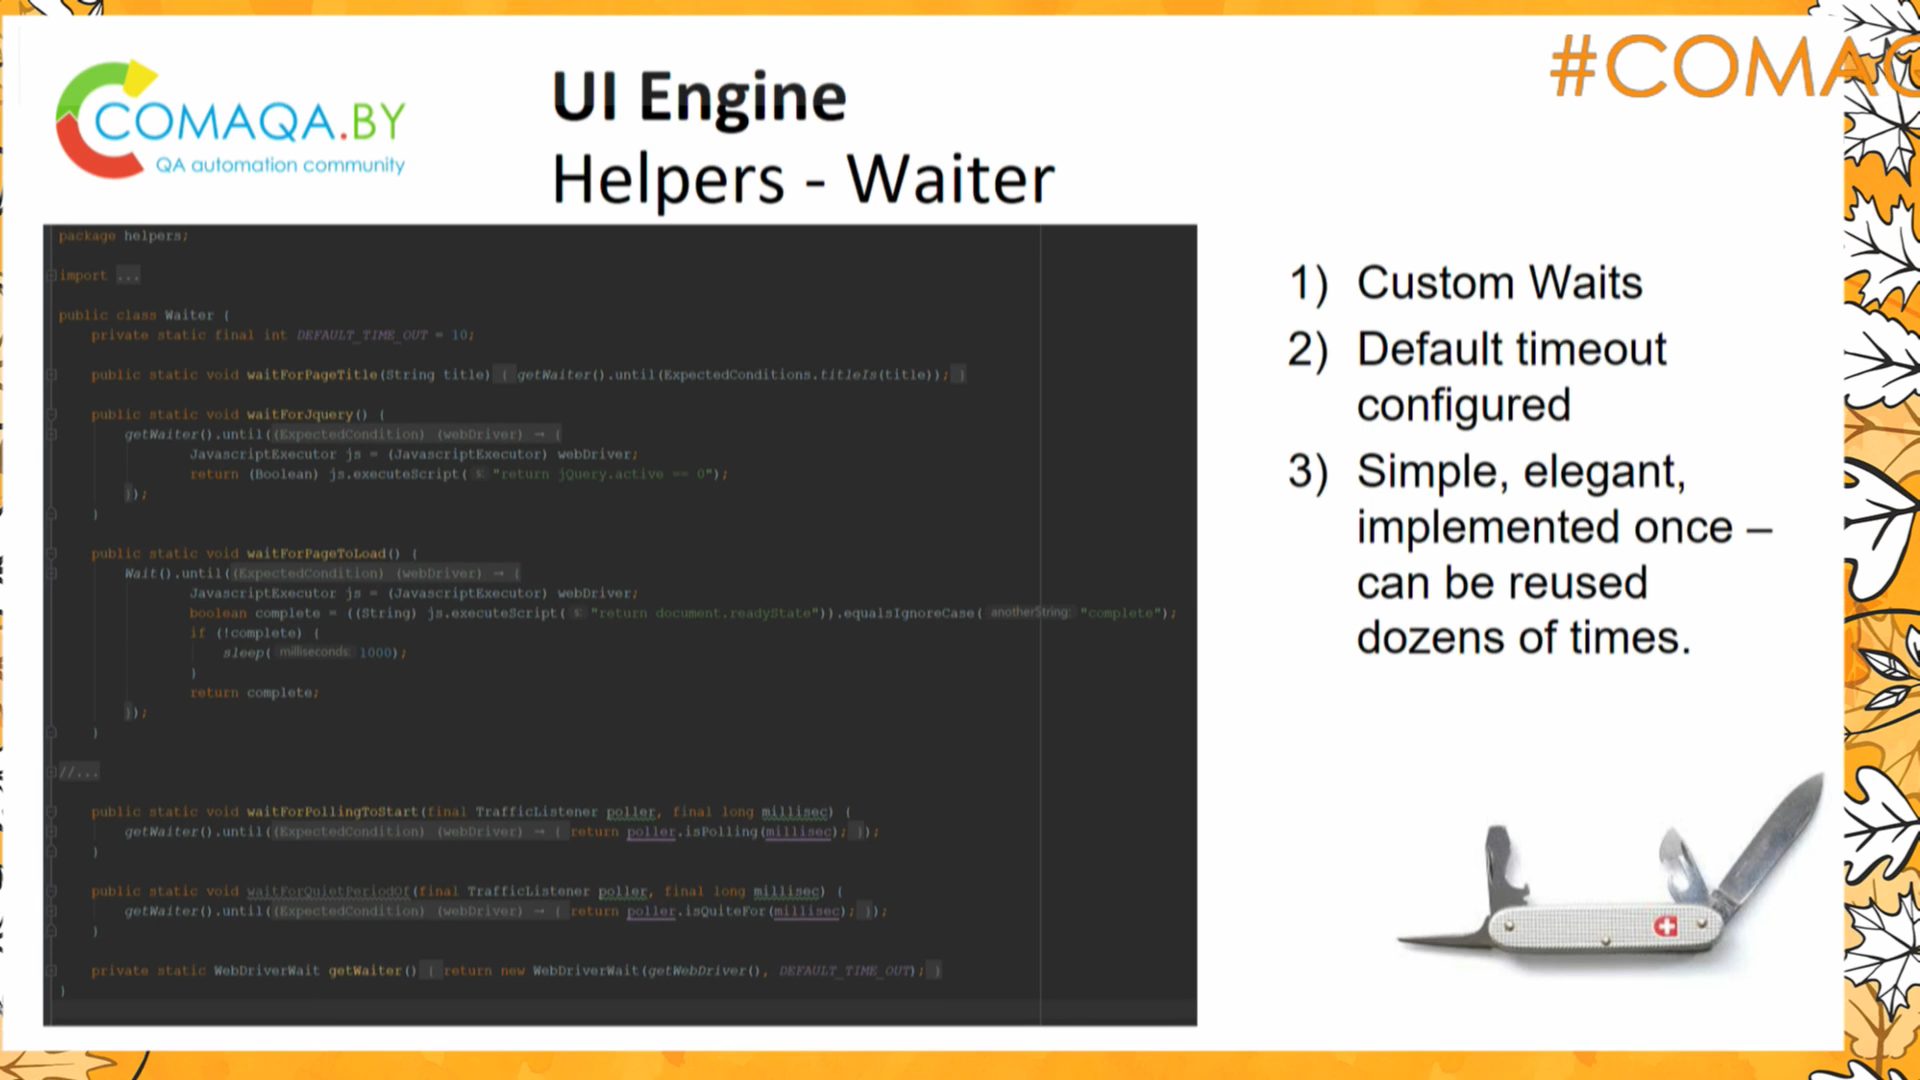 #COMAQ
COMAQA.BY
QA automation community
UI Engine
Helpers - Waiter
package helpers;
import ...
public class Waiter {
private static final int DEFAULT_TIME_OUT = 10;
public static void waitForPageTitle(String title) { getWaiter().until(ExpectedConditions.titleIs(title)); }
public static void waitForJquery() {
getWaiter().until((ExpectedCondition) (webDriver) → {
JavascriptExecutor js = (JavascriptExecutor) webDriver;
return (Boolean) js.executeScript( s: "return jQuery.active == 0");
});
}
public static void waitForPageToLoad() {
Wait().until((ExpectedCondition) (webDriver) → {
JavascriptExecutor js = (JavascriptExecutor) webDriver;
boolean complete = ((String) js.executeScript( s: "return document.readyState")).equalsIgnoreCase( anotherString: "complete");
if (!complete) {
sleep( milliseconds: 1000);
}
return complete;
});
}
//...
public static void waitForPollingToStart(final TrafficListener poller, final long millisec) {
getWaiter().until((ExpectedCondition) (webDriver) → { return poller.isPolling(millisec); });
}
public static void waitForQuietPeriodOf(final TrafficListener poller, final long millisec) {
getWaiter().until((ExpectedCondition) (webDriver) → { return poller.isQuiteFor(millisec); });
}
private static WebDriverWait getWaiter() { return new WebDriverWait(getWebDriver(), DEFAULT_TIME_OUT); }
}
1) Custom Waits
2) Default timeout
configured
3) Simple, elegant,
implemented once –
can be reused
dozens of times.